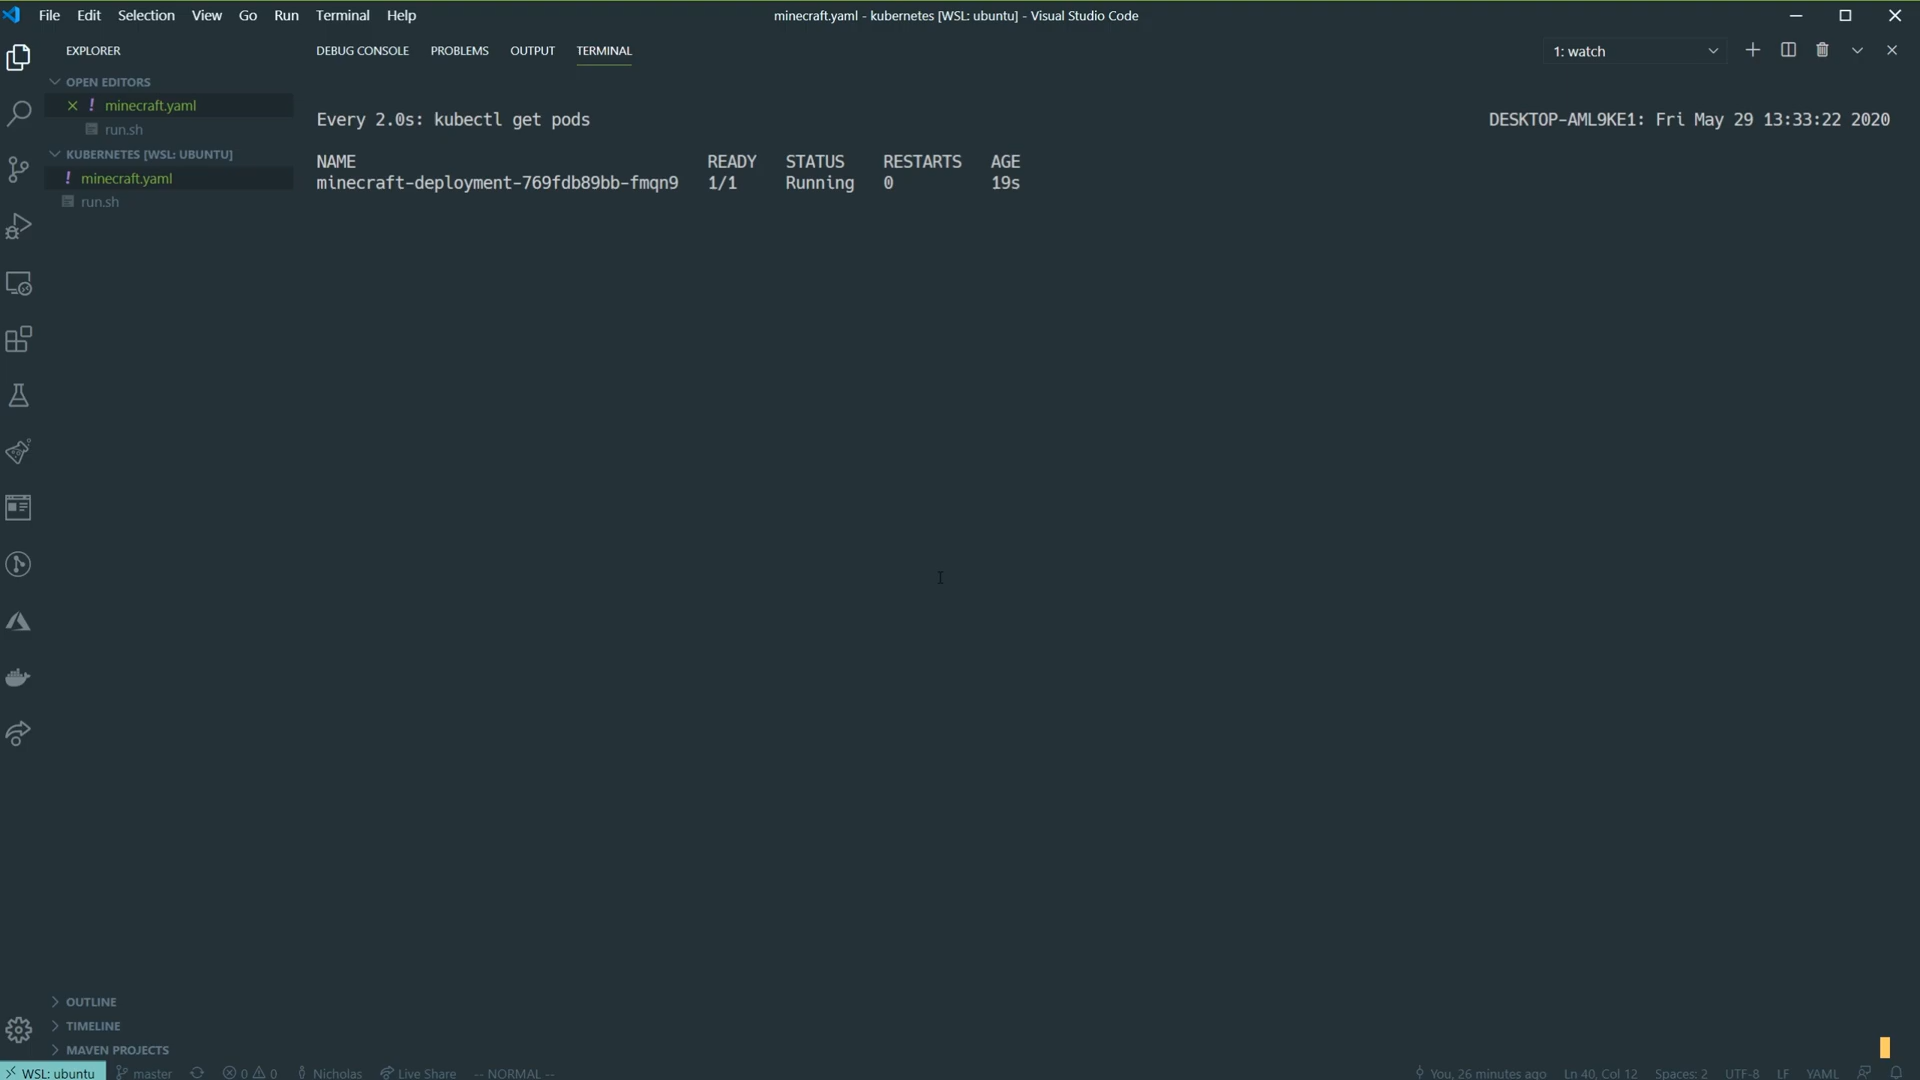 File Edit Selection View Go Run Terminal Help
minecraft.yaml - kubernetes [WSL: ubuntu] - Visual Studio Code
EXPLORER
OPEN EDITORS
minecraft.yaml
run.sh
KUBERNETES [WSL: UBUNTU]
! minecraft.yaml
run.sh
DEBUG CONSOLE PROBLEMS OUTPUT TERMINAL
1: watch
Every 2.0s: kubectl get pods
DESKTOP-AML9KE1: Fri May 29 13:33:22 2020
NAME READY STATUS RESTARTS AGE
minecraft-deployment-769fdb89bb-fmqn9 1/1 Running 0 19s
OUTLINE
TIMELINE
MAVEN PROJECTS
WSL: ubuntu master 0 0 Nicholas Live Share -- NORMAL --
You, 26 minutes ago Ln 40, Col 12 Spaces: 2 UTF-8 LF YAML